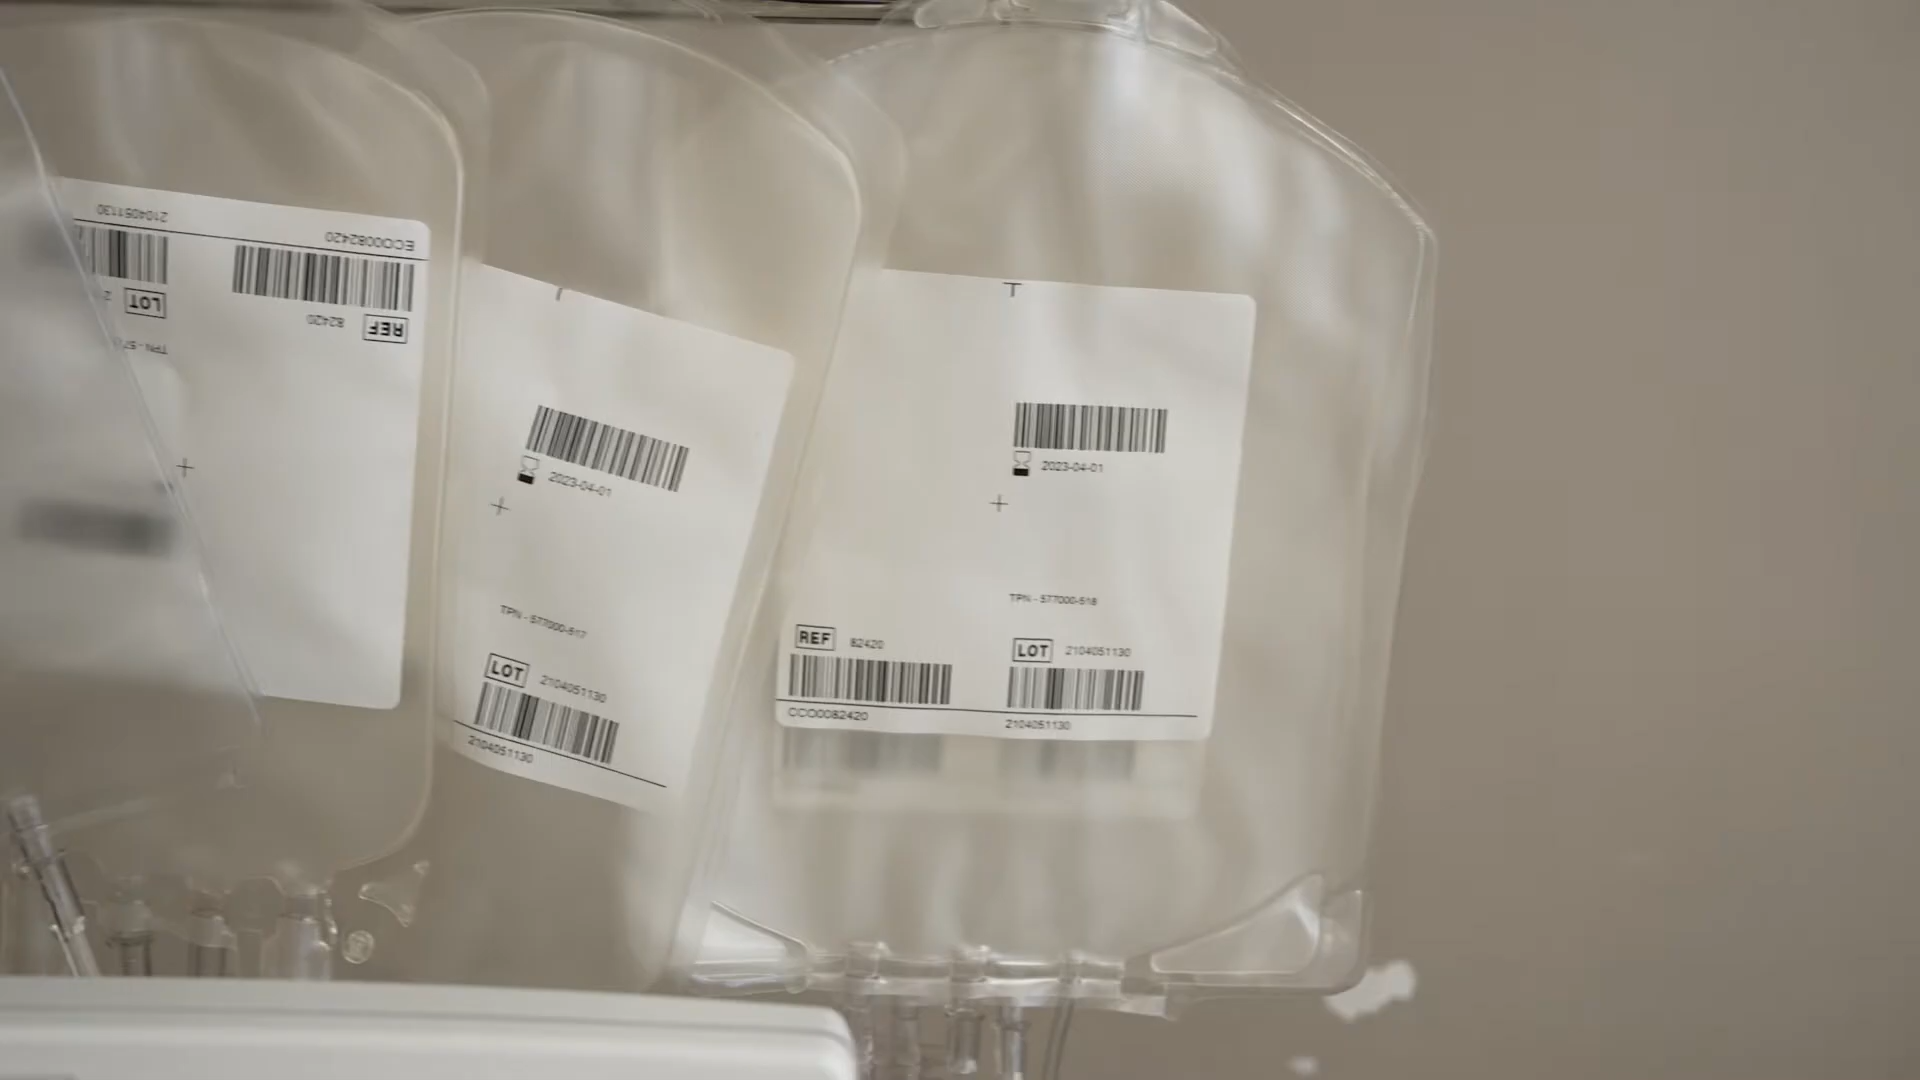 2104051130
ECO0082420
LOT
82420
REF
2023-04-01
TPN - 577000-517
LOT 2104051130
2104051130
2023-04-01
TPN - 577000-518
REF 82420
LOT 2104051130
CCO0082420
2104051130